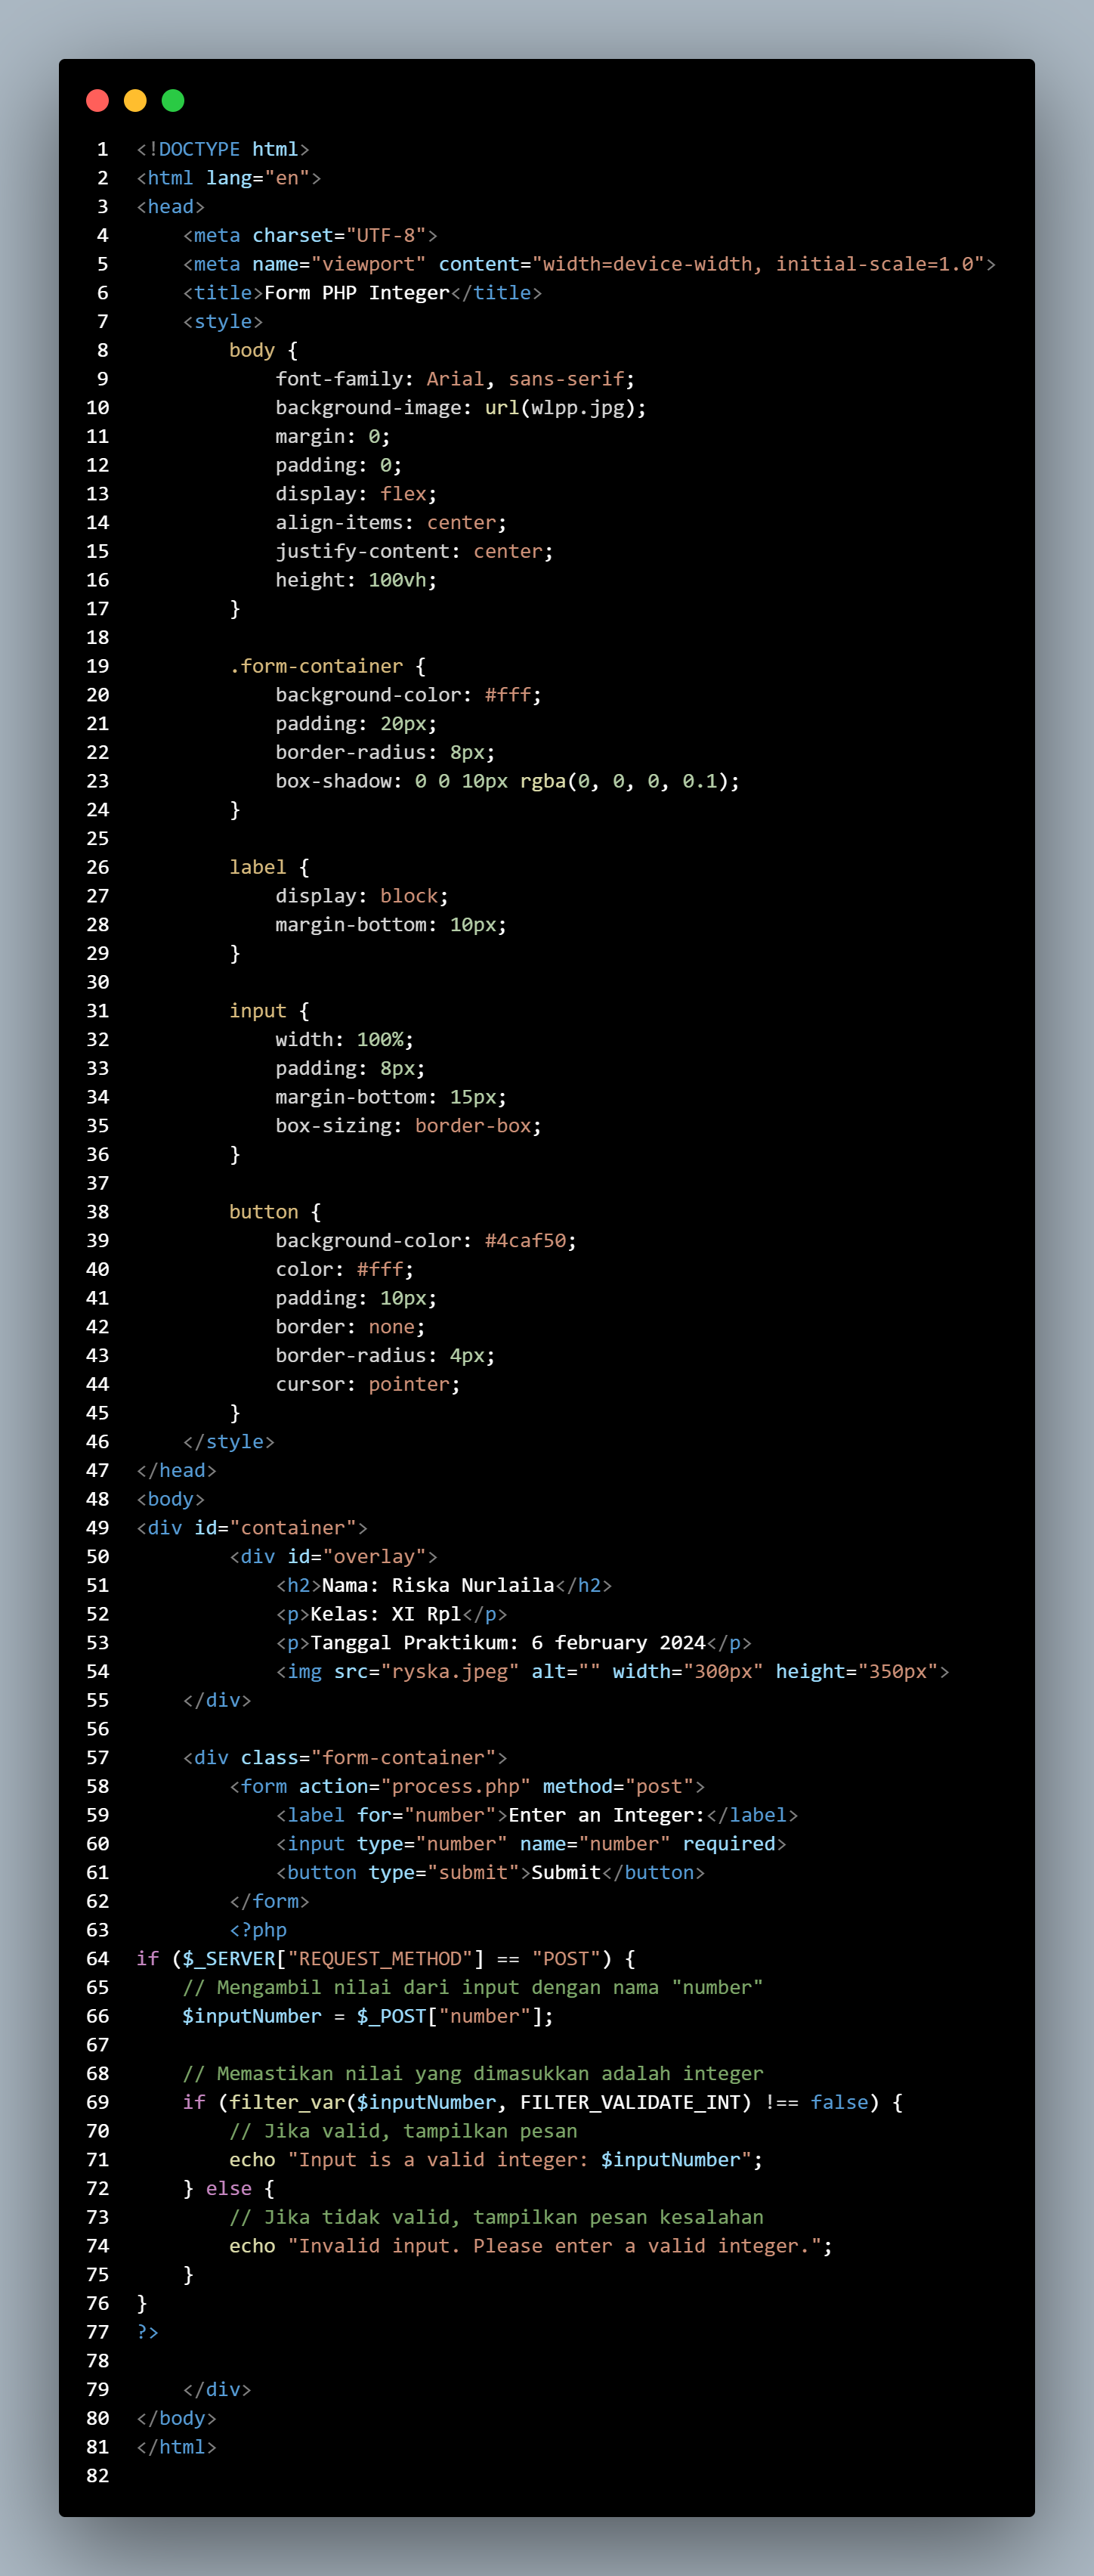 1 <!DOCTYPE html>
2 <html lang="en">
3 <head>
4     <meta charset="UTF-8">
5     <meta name="viewport" content="width=device-width, initial-scale=1.0">
6     <title>Form PHP Integer</title>
7     <style>
8         body {
9             font-family: Arial, sans-serif;
10             background-image: url(wlpp.jpg);
11             margin: 0;
12             padding: 0;
13             display: flex;
14             align-items: center;
15             justify-content: center;
16             height: 100vh;
17         }
18
19         .form-container {
20             background-color: #fff;
21             padding: 20px;
22             border-radius: 8px;
23             box-shadow: 0 0 10px rgba(0, 0, 0, 0.1);
24         }
25
26         label {
27             display: block;
28             margin-bottom: 10px;
29         }
30
31         input {
32             width: 100%;
33             padding: 8px;
34             margin-bottom: 15px;
35             box-sizing: border-box;
36         }
37
38         button {
39             background-color: #4caf50;
40             color: #fff;
41             padding: 10px;
42             border: none;
43             border-radius: 4px;
44             cursor: pointer;
45         }
46     </style>
47 </head>
48 <body>
49 <div id="container">
50         <div id="overlay">
51             <h2>Nama: Riska Nurlaila</h2>
52             <p>Kelas: XI Rpl</p>
53             <p>Tanggal Praktikum: 6 february 2024</p>
54             <img src="ryska.jpeg" alt="" width="300px" height="350px">
55     </div>
56
57     <div class="form-container">
58         <form action="process.php" method="post">
59             <label for="number">Enter an Integer:</label>
60             <input type="number" name="number" required>
61             <button type="submit">Submit</button>
62         </form>
63         <?php
64 if ($_SERVER["REQUEST_METHOD"] == "POST") {
65     // Mengambil nilai dari input dengan nama "number"
66     $inputNumber = $_POST["number"];
67
68     // Memastikan nilai yang dimasukkan adalah integer
69     if (filter_var($inputNumber, FILTER_VALIDATE_INT) !== false) {
70         // Jika valid, tampilkan pesan
71         echo "Input is a valid integer: $inputNumber";
72     } else {
73         // Jika tidak valid, tampilkan pesan kesalahan
74         echo "Invalid input. Please enter a valid integer.";
75     }
76 }
77 ?>
78
79     </div>
80 </body>
81 </html>
82